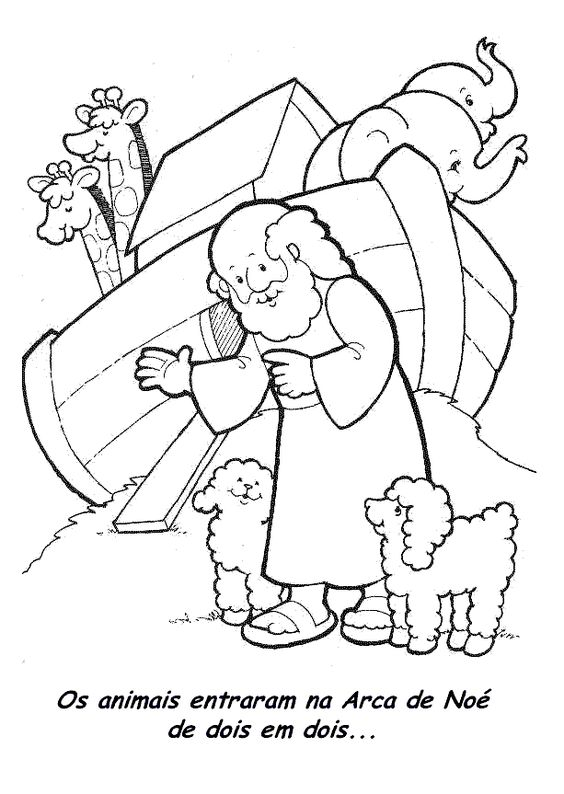 Os animais entraram na Arca de Noé
de dois em dois...